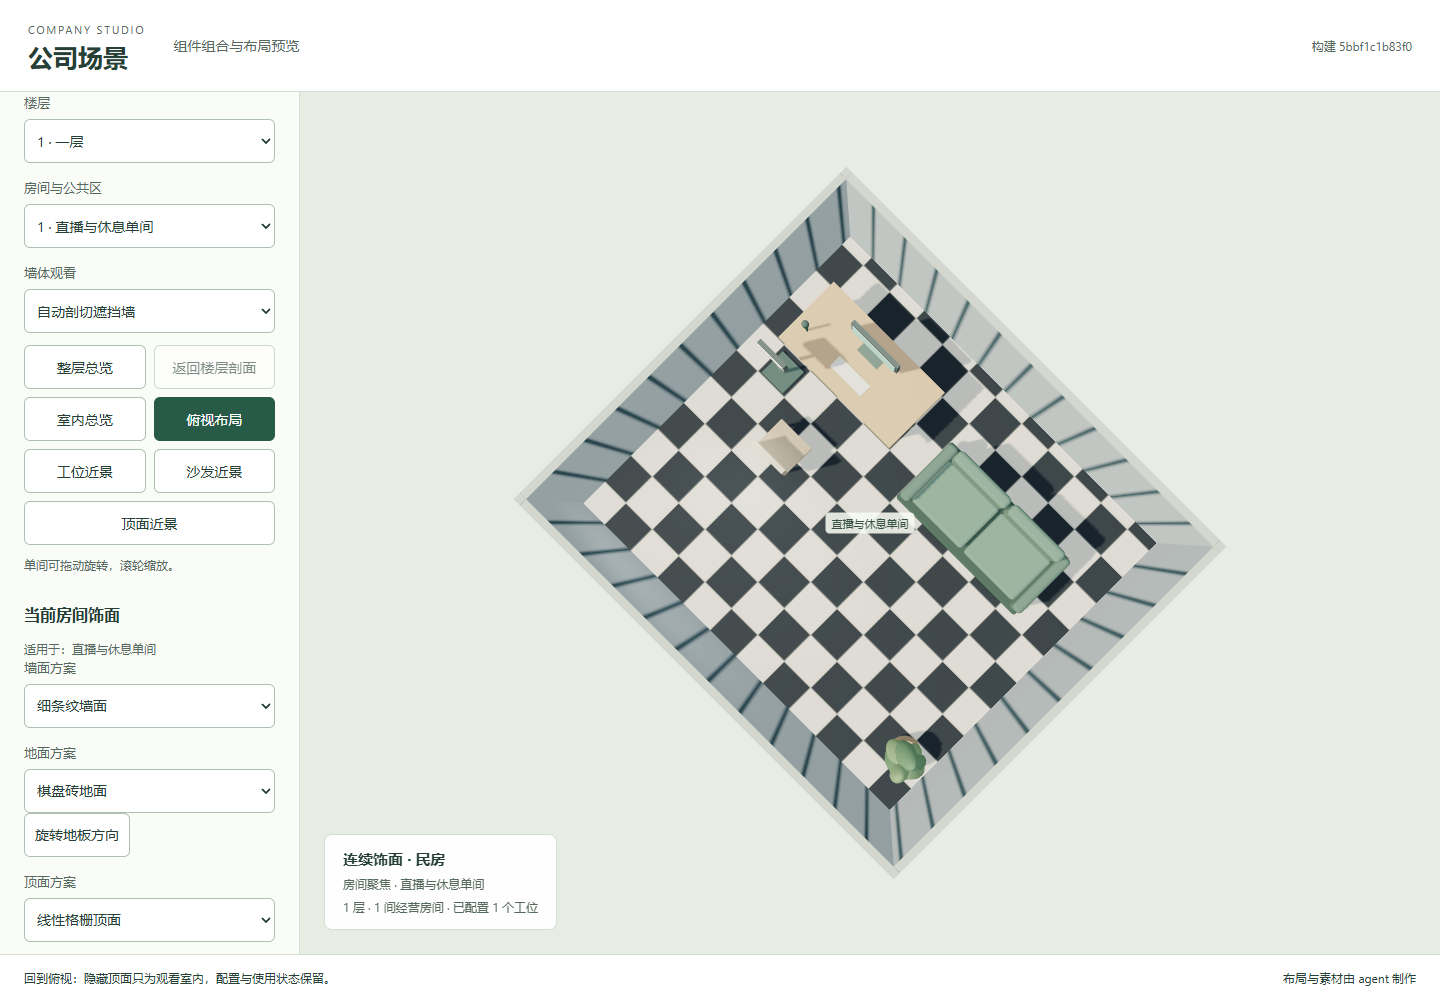 COMPANY STUDIO
公司场景
组件组合与布局预览
构建 5bbf1c1b83f0
楼层
1 · 一层
房间与公共区
1 · 直播与休息单间
墙体观看
自动剖切遮挡墙
整层总览
返回楼层剖面
室内总览
俯视布局
工位近景
沙发近景
顶面近景
单间可拖动旋转，滚轮缩放。
当前房间饰面
适用于：直播与休息单间
墙面方案
细条纹墙面
地面方案
棋盘砖地面
旋转地板方向
顶面方案
线性格栅顶面
直播与休息单间
连续饰面 · 民房
房间聚焦 · 直播与休息单间
1 层 · 1 间经营房间 · 已配置 1 个工位
回到俯视：隐藏顶面只为观看室内，配置与使用状态保留。
布局与素材由 agent 制作